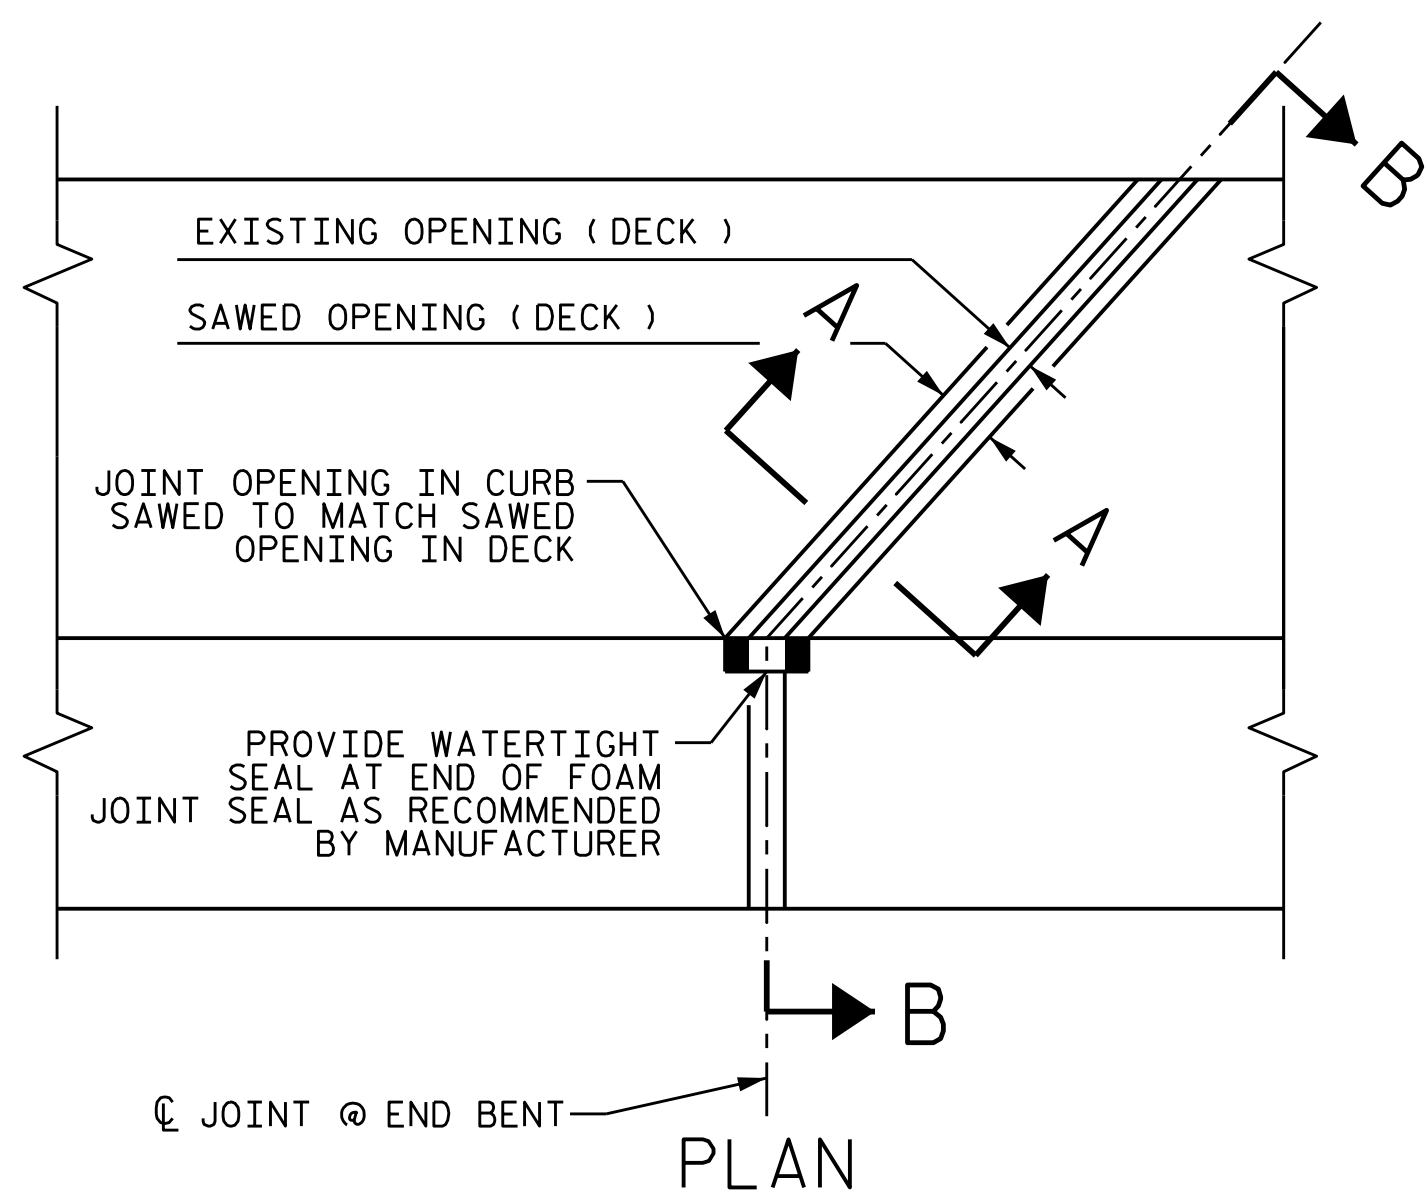 B
EXISTING OPENING ( DECK )
SAWED OPENING ( DECK )
A
JOINT OPENING IN CURB
SAWED TO MATCH SAWED
OPENING IN DECK
A
PROVIDE WATERTIGHT
SEAL AT END OF FOAM
JOINT SEAL AS RECOMMENDED
BY MANUFACTURER
B
℄ JOINT @ END BENT
PLAN